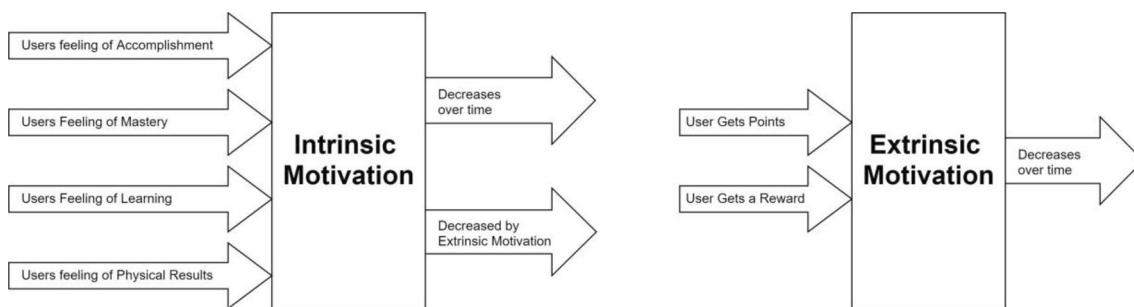 Users feeling of Accomplishment
Users Feeling of Mastery
Users Feeling of Learning
Users feeling of Physical Results
Intrinsic
Motivation
Decreases
over time
Decreased by
Extrinsic Motivation
User Gets Points
User Gets a Reward
Extrinsic
Motivation
Decreases
over time